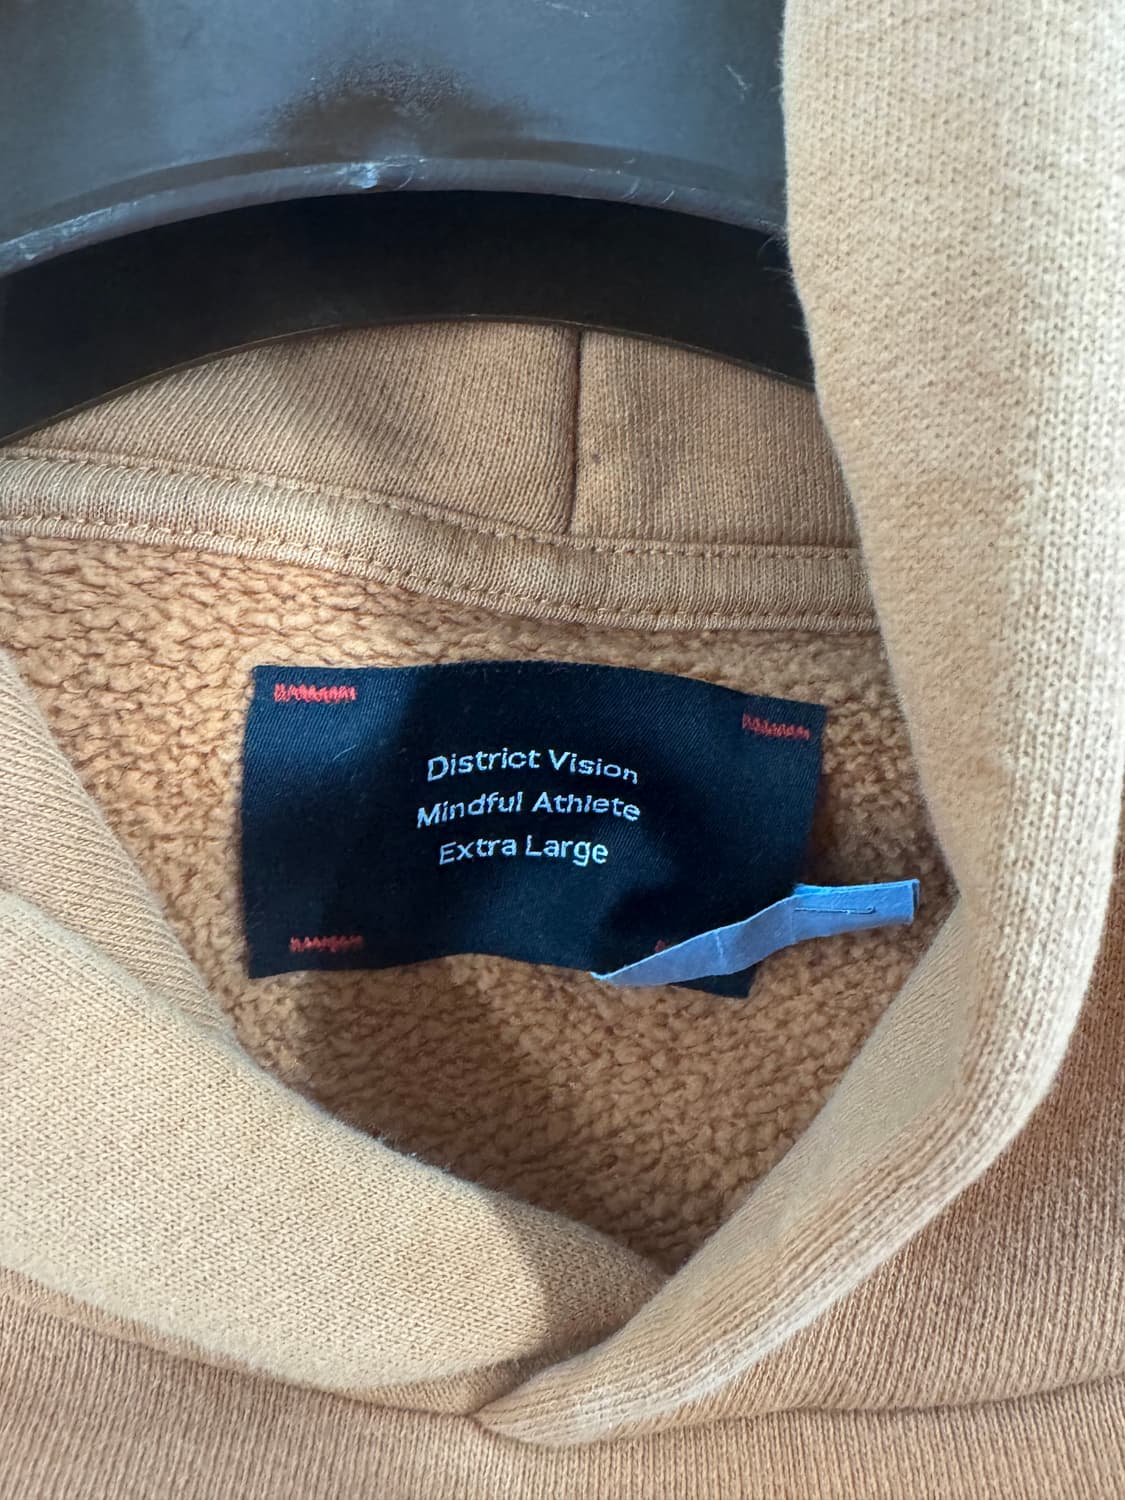 District Vision
Mindful Athlete
Extra Large